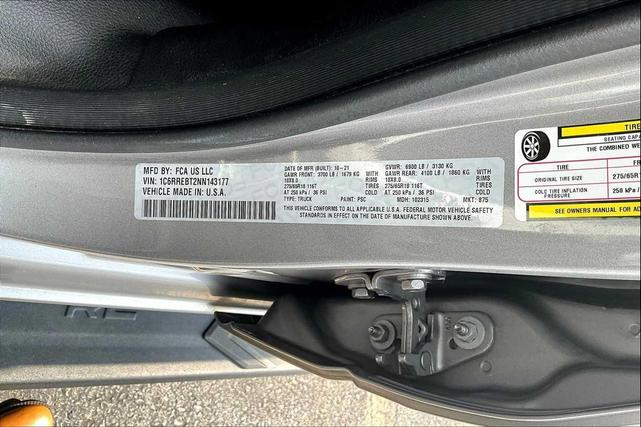 MFD BY: FCA US LLC
VIN: 1C6RREBT2NN143177
VEHICLE MADE IN: U.S.A.
DATE OF MFR (BUILT): 10-21
GAWR FRONT: 3700 LB / 1679 KG WITH
18X8.0 RIMS
275/65R18 116T TIRES
AT 250 kPa / 36 PSI COLD
TYPE: TRUCK PAINT: PSC
GVWR: 6900 LB / 3130 KG
GAWR REAR: 4100 LB / 1860 KG WITH
18X8.0 RIMS
275/65R18 116T TIRES
AT 250 kPa / 36 PSI COLD
MDH: 102315 MKT: 875
THIS VEHICLE CONFORMS TO ALL APPLICABLE U.S.A. FEDERAL MOTOR VEHICLE SAFETY
STANDARDS IN EFFECT ON THE DATE OF MANUFACTURE SHOWN ABOVE.
TIRE
SEATING CAPA
THE COMBINED WE
TIRE FR
ORIGINAL TIRE SIZE 275/65R1
COLD TIRE INFLATION PRESSURE 250 kPa
SEE OWNERS MANUAL FOR AD